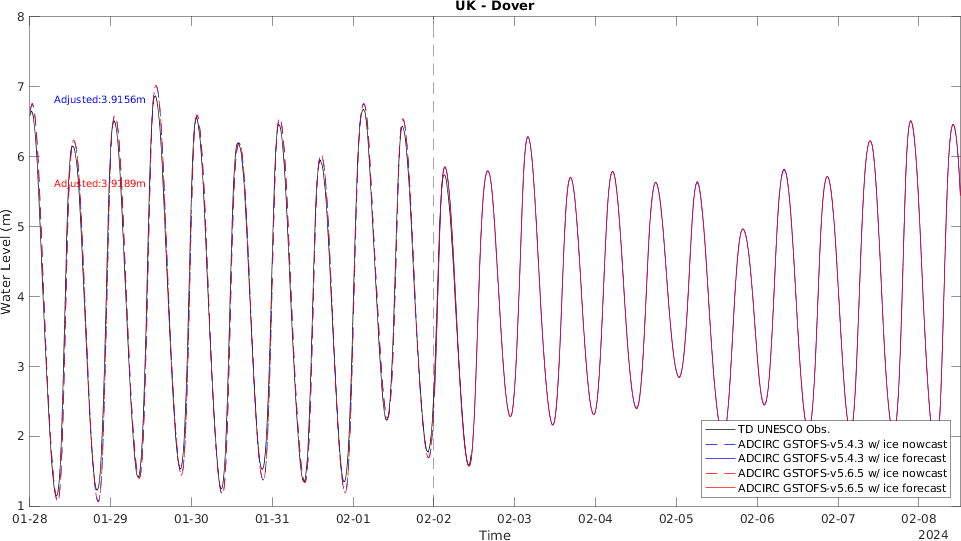 UK - Dover
8
7
6
5
4
3
2
1
Water Level (m)
Adjusted:3.9156m
Adjusted:3.9189m
TD UNESCO Obs.
ADCIRC GSTOFS-v5.4.3 w/ ice nowcast
ADCIRC GSTOFS-v5.4.3 w/ ice forecast
ADCIRC GSTOFS-v5.6.5 w/ ice nowcast
ADCIRC GSTOFS-v5.6.5 w/ ice forecast
01-28 01-29 01-30 01-31 02-01 02-02 02-03 02-04 02-05 02-06 02-07 02-08
Time
2024